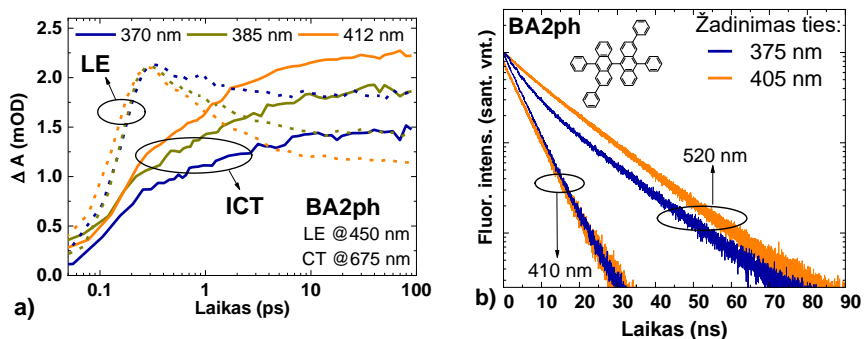 370 nm 385 nm 412 nm
LE
ICT
BA2ph
LE @450 nm
CT @675 nm
Δ A (mOD)
2.5
2.0
1.5
1.0
0.5
0.0
0.1 1 10 100
Laikas (ps)
a)
BA2ph
Žadinimas ties:
375 nm
405 nm
520 nm
410 nm
Fluor. intens. (sant. vnt.)
0 10 20 30 40 50 60 70 80 90
Laikas (ns)
b)